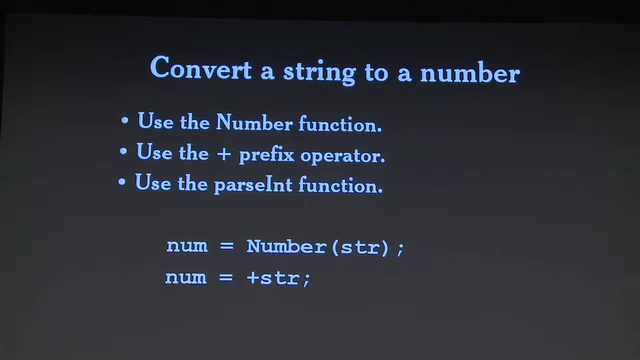 Convert a string to a number
• Use the Number function.
• Use the + prefix operator.
• Use the parseInt function.
num = Number(str);
num = +str;